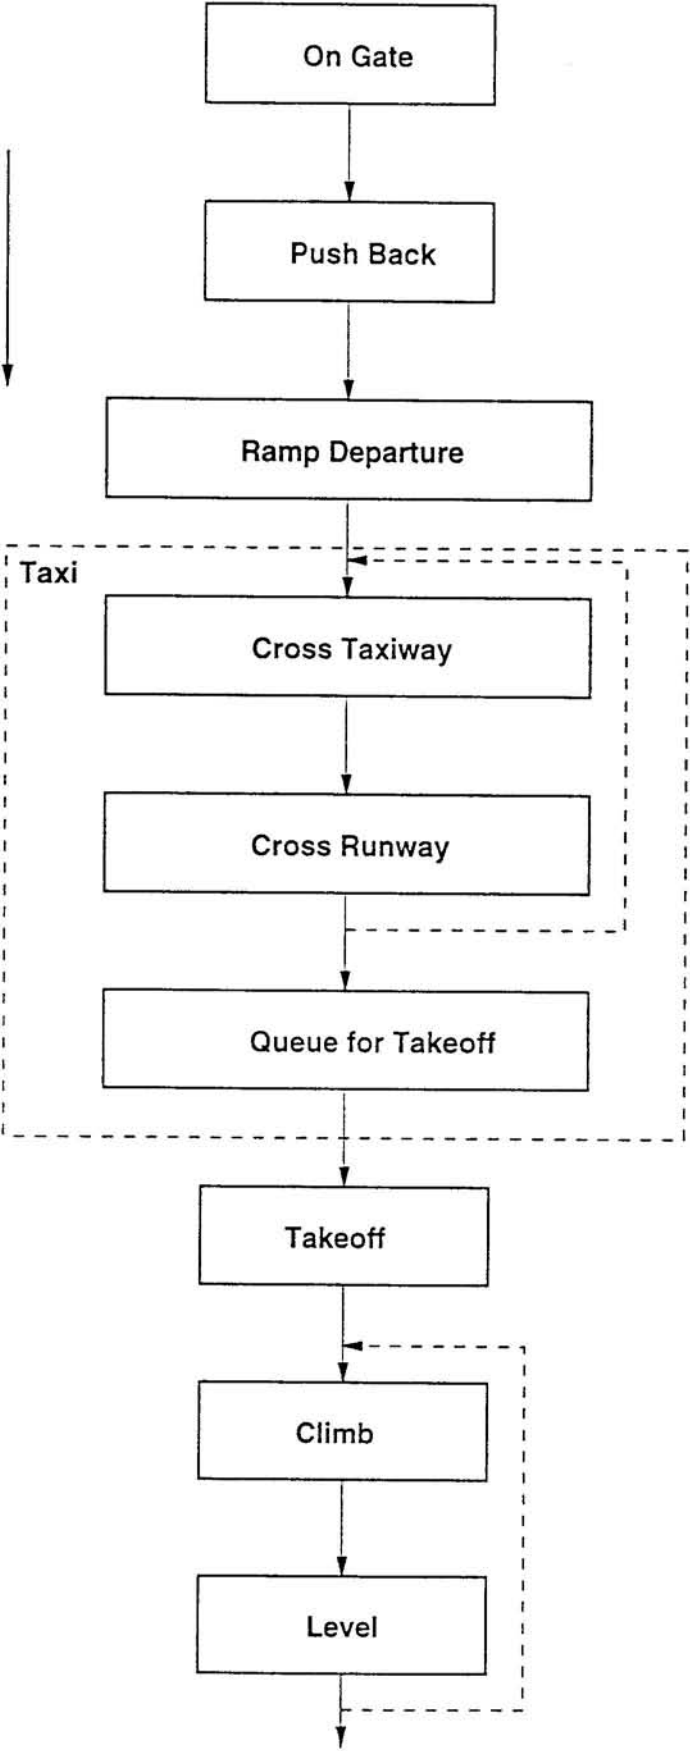 On Gate
Push Back
Ramp Departure
Taxi
Cross Taxiway
Cross Runway
Queue for Takeoff
Takeoff
Climb
Level